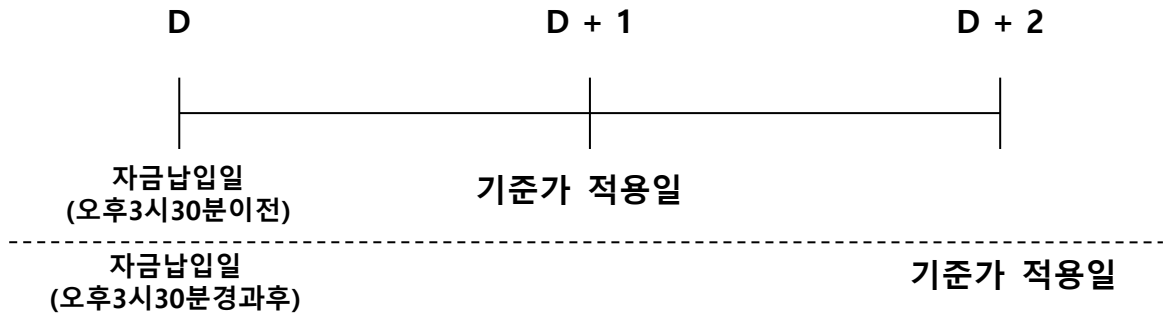 D
D + 1
D + 2
자금납입일
(오후3시30분이전)
기준가 적용일
자금납입일
(오후3시30분경과후)
기준가 적용일